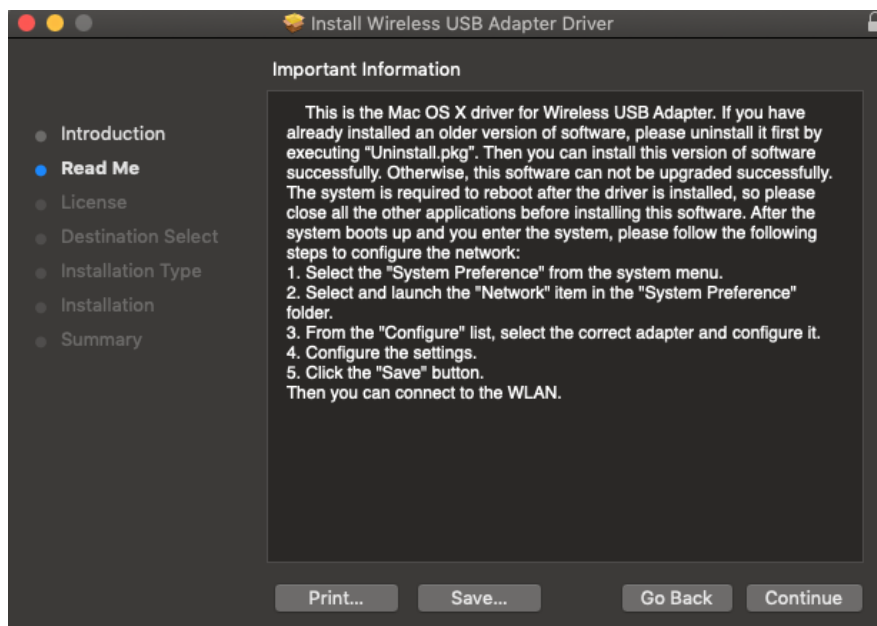 Install Wireless USB Adapter Driver
Important Information
Introduction
Read Me
License
Destination Select
Installation Type
Installation
Summary
This is the Mac OS X driver for Wireless USB Adapter. If you have
already installed an older version of software, please uninstall it first by
executing “Uninstall.pkg”. Then you can install this version of software
successfully. Otherwise, this software can not be upgraded successfully.
The system is required to reboot after the driver is installed, so please
close all the other applications before installing this software. After the
system boots up and you enter the system, please follow the following
steps to configure the network:
1. Select the "System Preference" from the system menu.
2. Select and launch the "Network" item in the "System Preference"
folder.
3. From the "Configure" list, select the correct adapter and configure it.
4. Configure the settings.
5. Click the "Save" button.
Then you can connect to the WLAN.
Print...
Save...
Go Back
Continue